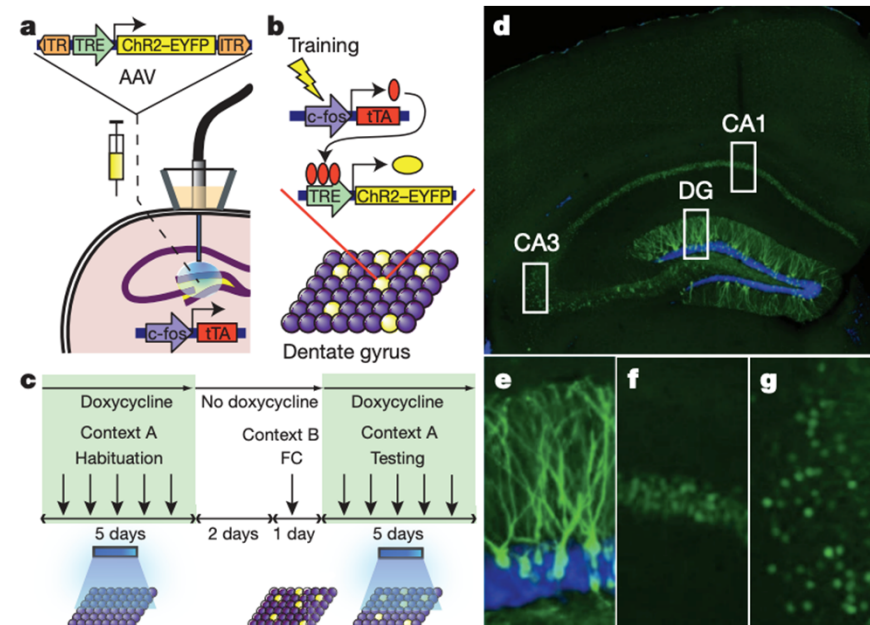 a
ITR TRE ChR2–EYFP ITR
AAV
c-fos tTA
b
Training
c-fos tTA
TRE ChR2–EYFP
Dentate gyrus
c
Doxycycline No doxycycline Doxycycline
Context A Context B Context A
Habituation FC Testing
5 days 2 days 1 day 5 days
d
CA1
DG
CA3
e f g